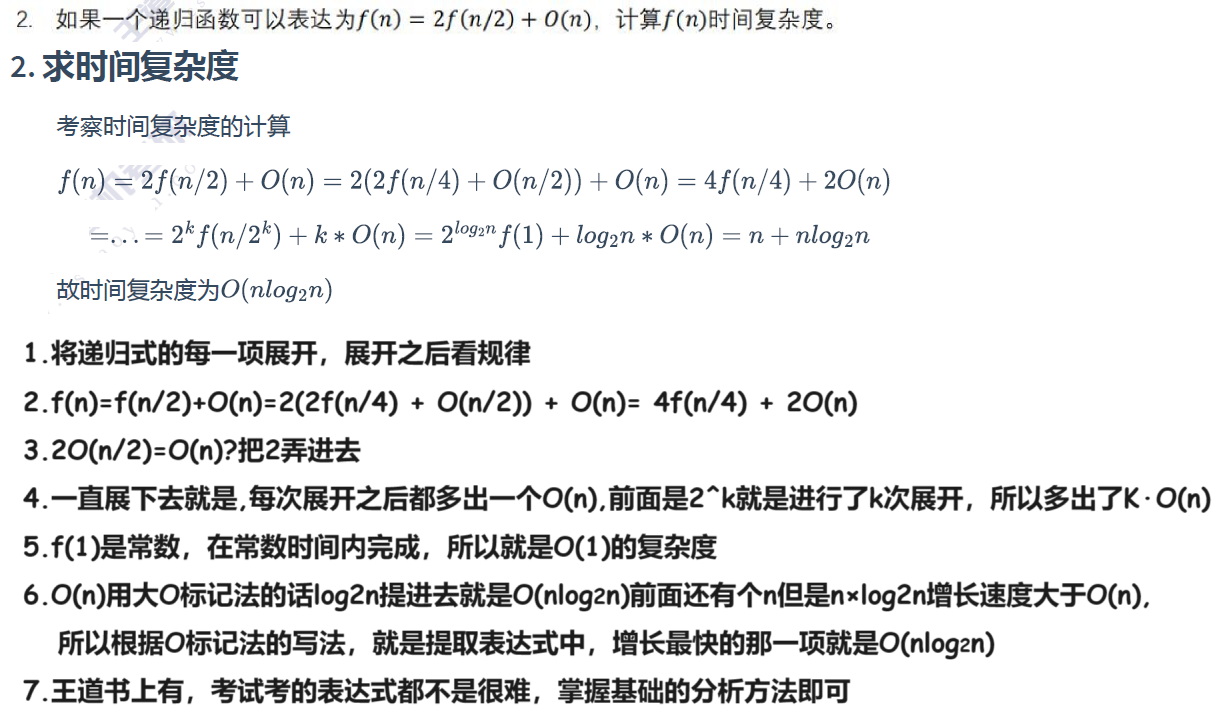 2. 如果一个递归函数可以表达为f(n) = 2f(n/2) + O(n)，计算f(n)时间复杂度。
2. 求时间复杂度
考察时间复杂度的计算
f(n) = 2f(n/2) + O(n) = 2(2f(n/4) + O(n/2)) + O(n) = 4f(n/4) + 2O(n)
=… = 2^k f(n/2^k) + k * O(n) = 2^{log₂n} f(1) + log₂n * O(n) = n + nlog₂n
故时间复杂度为O(nlog₂n)
1.将递归式的每一项展开，展开之后看规律
2.f(n)=f(n/2)+O(n)=2(2f(n/4) + O(n/2)) + O(n)= 4f(n/4) + 2O(n)
3.2O(n/2)=O(n)?把2弄进去
4.一直展下去就是,每次展开之后都多出一个O(n),前面是2^k就是进行了k次展开，所以多出了K·O(n)
5.f(1)是常数，在常数时间内完成，所以就是O(1)的复杂度
6.O(n)用大O标记法的话log2n提进去就是O(nlog2n)前面还有个n但是n×log2n增长速度大于O(n),
所以根据O标记法的写法，就是提取表达式中，增长最快的那一项就是O(nlog2n)
7.王道书上有，考试考的表达式都不是很难，掌握基础的分析方法即可